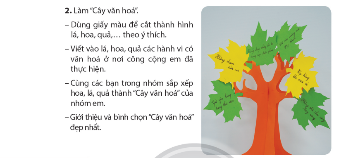 2. Làm “Cây văn hoá”.
– Dùng giấy màu để cắt thành hình
lá, hoa, quả,... theo ý thích.
– Viết vào lá, hoa, quả các hành vi có
văn hoá ở nơi công cộng em đã
thực hiện.
– Cùng các bạn trong nhóm sắp xếp
hoa, lá, quả thành “Cây văn hoá” của
nhóm em.
– Giới thiệu và bình chọn “Cây văn hoá”
đẹp nhất.